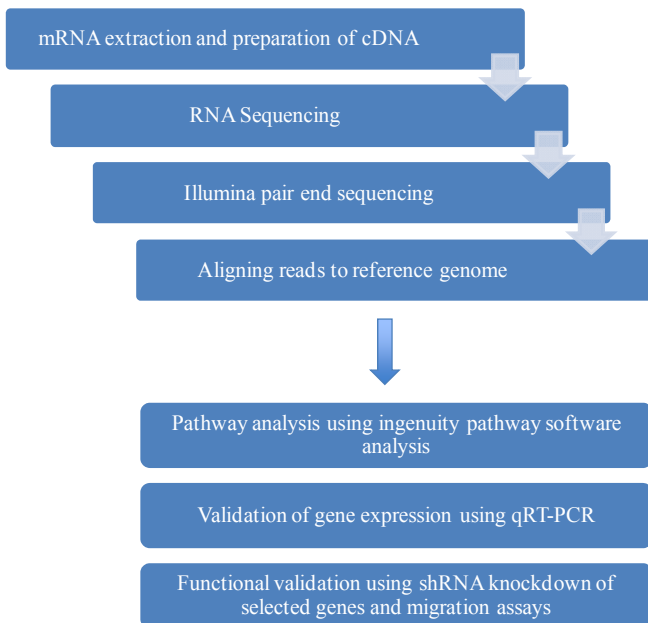 mRNA extraction and preparation of cDNA
RNA Sequencing
Illumina pair end sequencing
Aligning reads to reference genome
Pathway analysis using ingenuity pathway software
analysis
Validation of gene expression using qRT-PCR
Functional validation using shRNA knockdown of
selected genes and migration assays